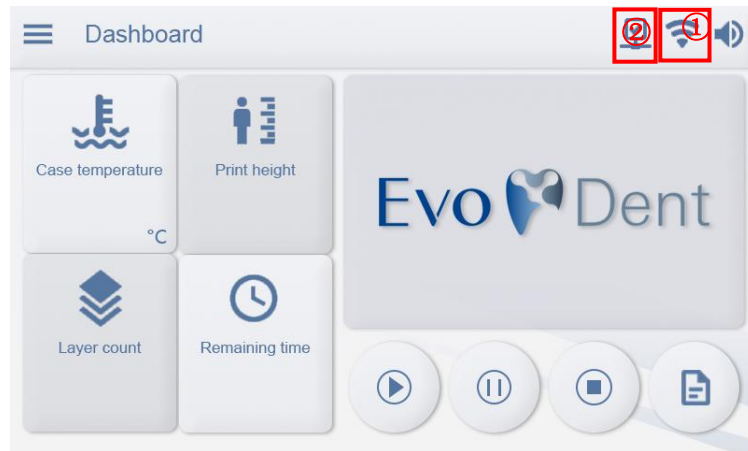 Dashboard
②
①
Case temperature
°C
Print height
Evo Dent
Layer count
Remaining time